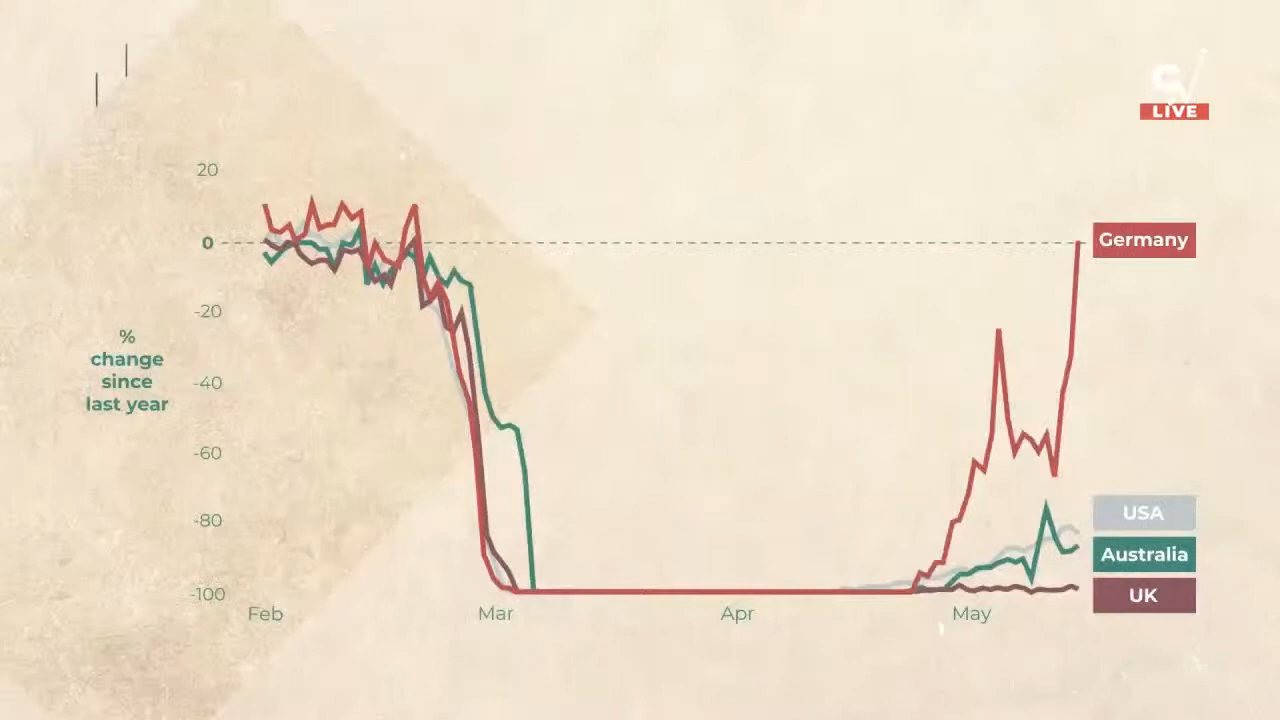 LIVE
20
0
-20
-40
-60
-80
-100
%
change
since
last year
Feb
Mar
Apr
May
Germany
USA
Australia
UK